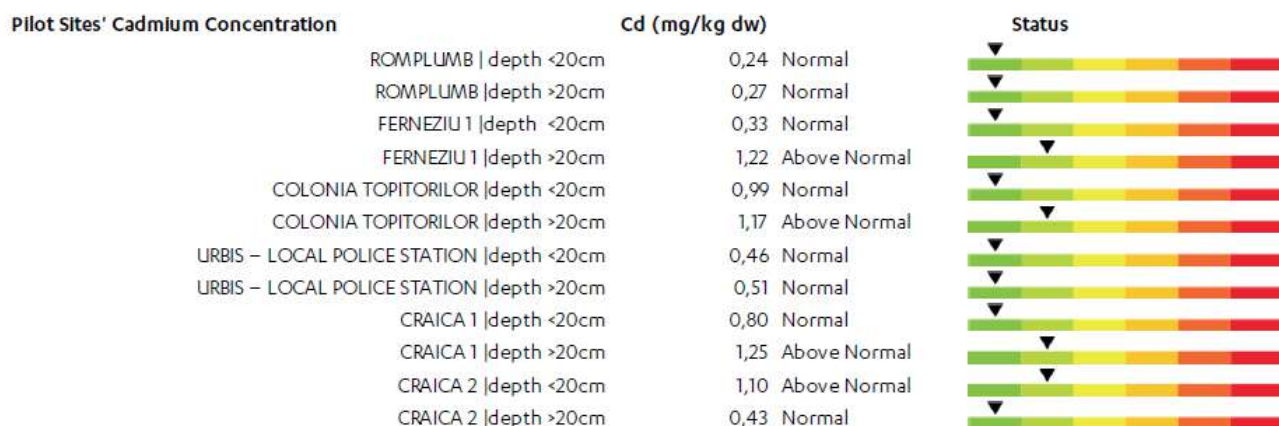 Pilot Sites' Cadmium Concentration Cd (mg/kg dw) Status
ROMPLUMB | depth <20cm 0,24 Normal
ROMPLUMB |depth >20cm 0,27 Normal
FERNEZIU 1 |depth <20cm 0,33 Normal
FERNEZIU 1 |depth >20cm 1,22 Above Normal
COLONIA TOPITORILOR |depth <20cm 0,99 Normal
COLONIA TOPITORILOR |depth >20cm 1,17 Above Normal
URBIS – LOCAL POLICE STATION |depth <20cm 0,46 Normal
URBIS – LOCAL POLICE STATION |depth >20cm 0,51 Normal
CRAICA 1 |depth <20cm 0,80 Normal
CRAICA 1 |depth >20cm 1,25 Above Normal
CRAICA 2 |depth <20cm 1,10 Above Normal
CRAICA 2 |depth >20cm 0,43 Normal